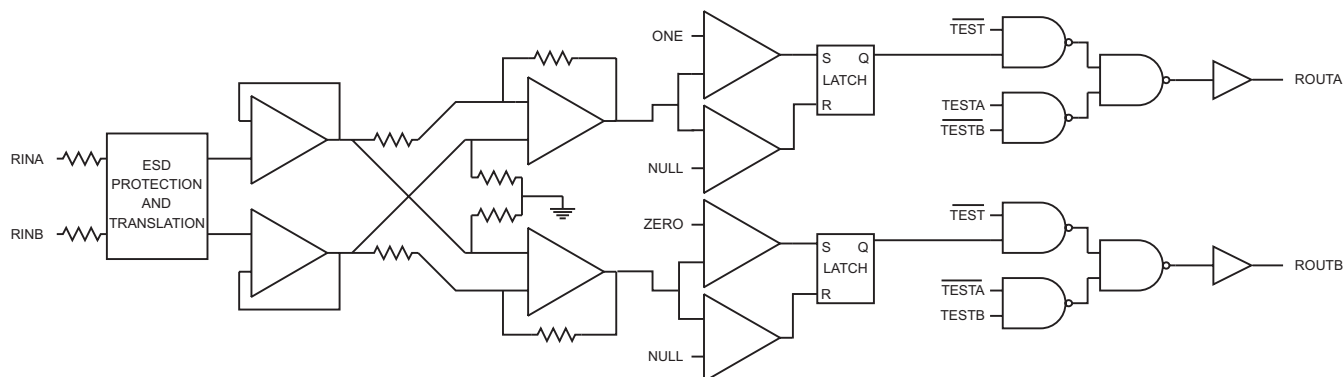 ONE
S Q
LATCH
R
NULL
TEST
TESTA
TESTB
ROUTA
RINA
RINB
ESD
PROTECTION
AND
TRANSLATION
ZERO
S Q
LATCH
R
NULL
TEST
TESTA
TESTB
ROUTB